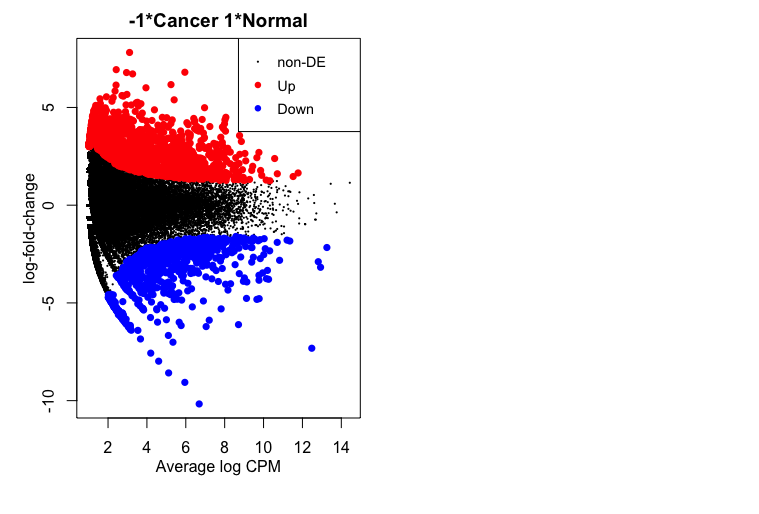 -1*Cancer 1*Normal
non-DE
Up
Down
log-fold-change
5
0
-5
-10
2 4 6 8 10 12 14
Average log CPM